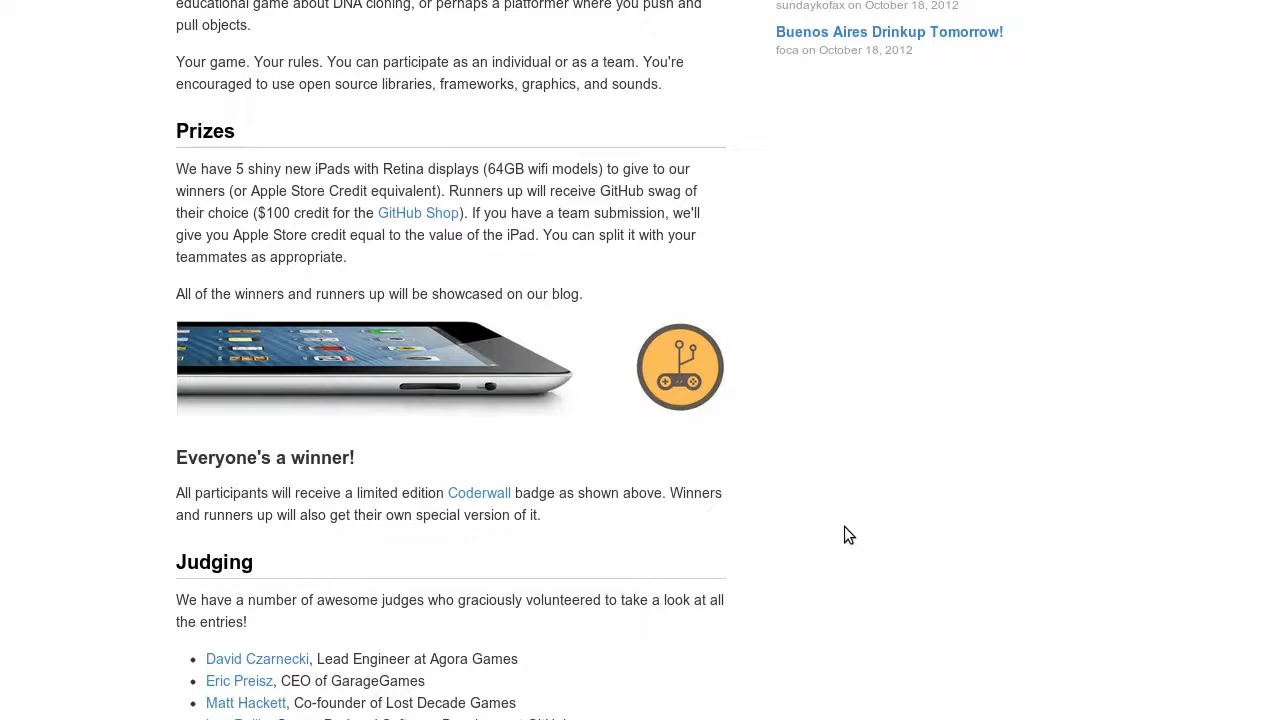 educational game about DNA cloning, or perhaps a platformer where you push and
pull objects.
Your game. Your rules. You can participate as an individual or as a team. You're
encouraged to use open source libraries, frameworks, graphics, and sounds.
Prizes
We have 5 shiny new iPads with Retina displays (64GB wifi models) to give to our
winners (or Apple Store Credit equivalent). Runners up will receive GitHub swag of
their choice ($100 credit for the GitHub Shop). If you have a team submission, we'll
give you Apple Store credit equal to the value of the iPad. You can split it with your
teammates as appropriate.
All of the winners and runners up will be showcased on our blog.
Everyone's a winner!
All participants will receive a limited edition Coderwall badge as shown above. Winners
and runners up will also get their own special version of it.
Judging
We have a number of awesome judges who graciously volunteered to take a look at all
the entries!
David Czarnecki, Lead Engineer at Agora Games
Eric Preisz, CEO of GarageGames
Matt Hackett, Co-founder of Lost Decade Games
sundaykofax on October 18, 2012
Buenos Aires Drinkup Tomorrow!
foca on October 18, 2012